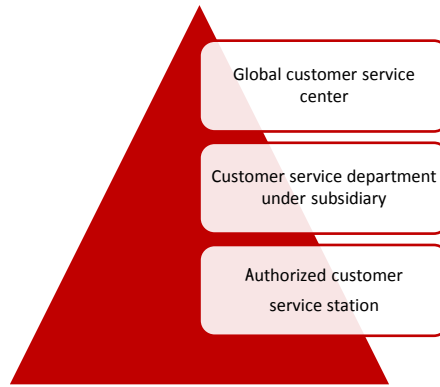 Global customer service
center
Customer service department
under subsidiary
Authorized customer
service station